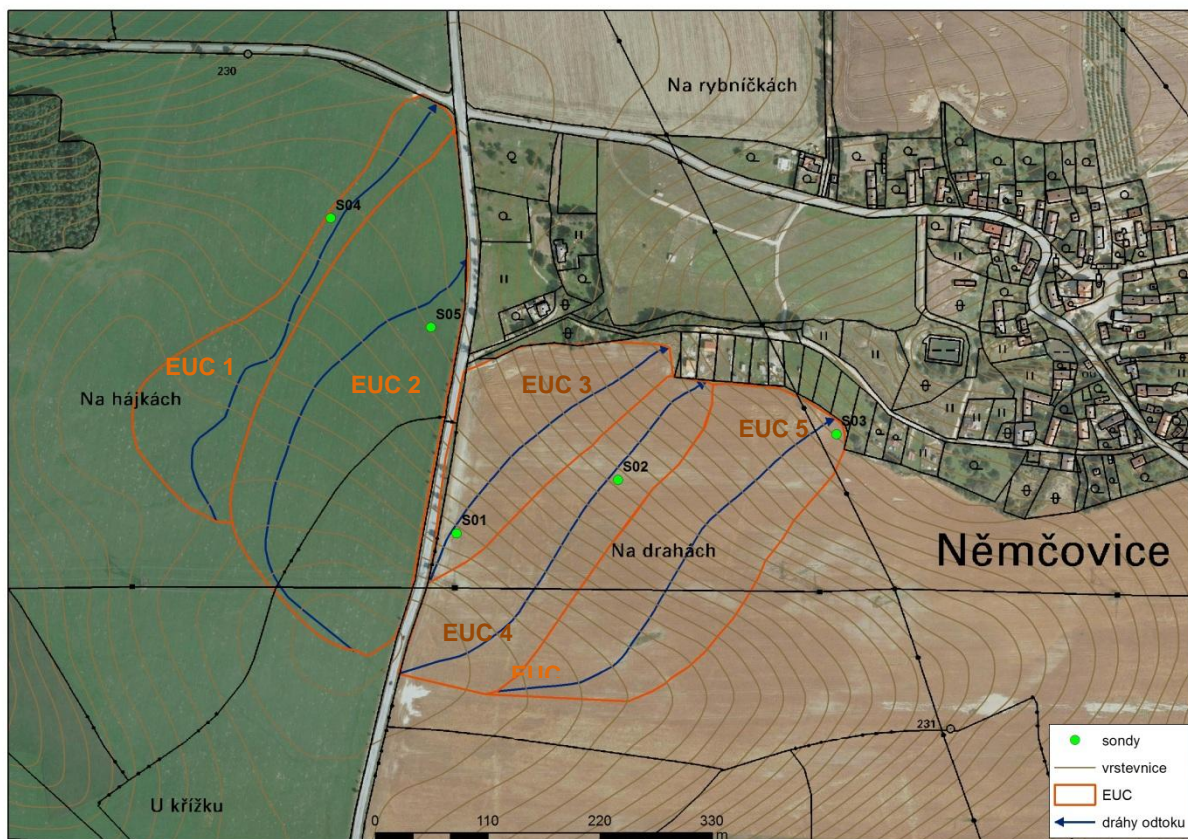 230
Na rybníčkách
S04
S05
EUC 1
EUC 2
EUC 3
Na hájkách
EUC 5
S03
S02
S01
Na drahách
Němčovice
EUC 4
EUC
231
U křížku
0 110 220 330
m
sondy
vrstevnice
EUC
dráhy odtoku